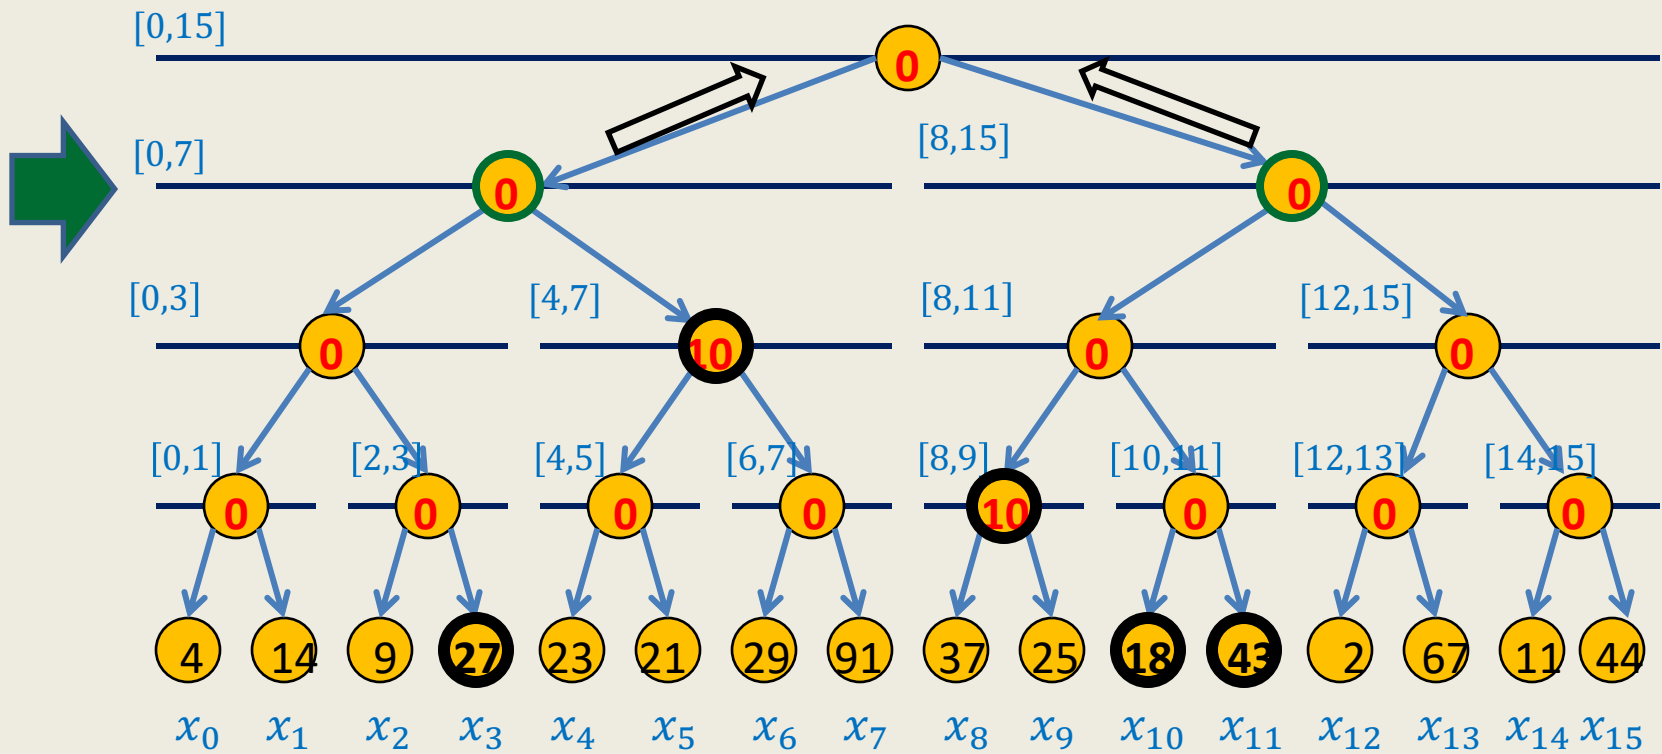 [0,15]
0
[0,7] [8,15]
0 0
[0,3] [4,7] [8,11] [12,15]
0 10 0 0
[0,1] [2,3] [4,5] [6,7] [8,9] [10,11] [12,13] [14,15]
0 0 0 0 10 0 0 0
4 14 9 27 23 21 29 91 37 25 18 43 2 67 11 44
x₀ x₁ x₂ x₃ x₄ x₅ x₆ x₇ x₈ x₉ x₁₀ x₁₁ x₁₂ x₁₃ x₁₄ x₁₅